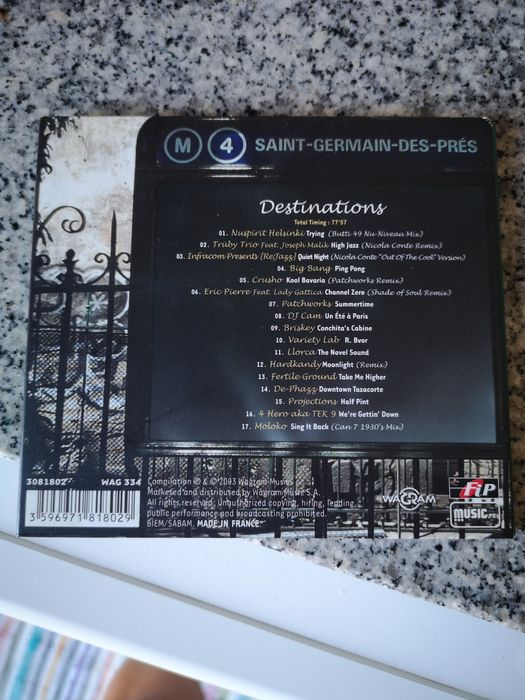 M 4 SAINT-GERMAIN-DES-PRÉS
Destinations
Total Timing : 77'57
01. Nuspirit Helsinki Trying (Butti 49 Nu-Niveau Mix)
02. Truby Trio Feat. Joseph Malik High Jazz (Nicola Conte Remix)
03. Infracom Presents [Re:Jazz] Quiet Night (Nicola Conte "Out Of The Cool" Version)
04. Big Bang Ping Pong
05. Crusho Kool Bavaria (Patchworks Remix)
06. Eric Pierre Feat. Lady Gattica Channel Zero (Shade of Soul Remix)
07. Patchworks Summertime
08. DJ Cam Un Été à Paris
09. Briskey Conchita's Cabine
10. Variety Lab R. Bvor
11. Llorca The Novel Sound
12. Hardkandy Moonlight (Remix)
13. Fertile Ground Take Me Higher
14. De-Phazz Downtown Tazacorte
15. Projections Half Pint
16. 4 Hero aka TEK 9 We're Gettin' Down
17. Moloko Sing It Back (Can 7 1930's Mix)
3081802 WAG 334
3 596971 818029
Compilation ℗ & © 2003 Wagram Music
Marketed and distributed by Wagram Music S.A.
All rights reserved. Unauthorized copying, hiring, lending,
public performance and broadcasting prohibited.
BIEM/SABAM. MADE IN FRANCE.
WAGRAM
FIP
MUSIC